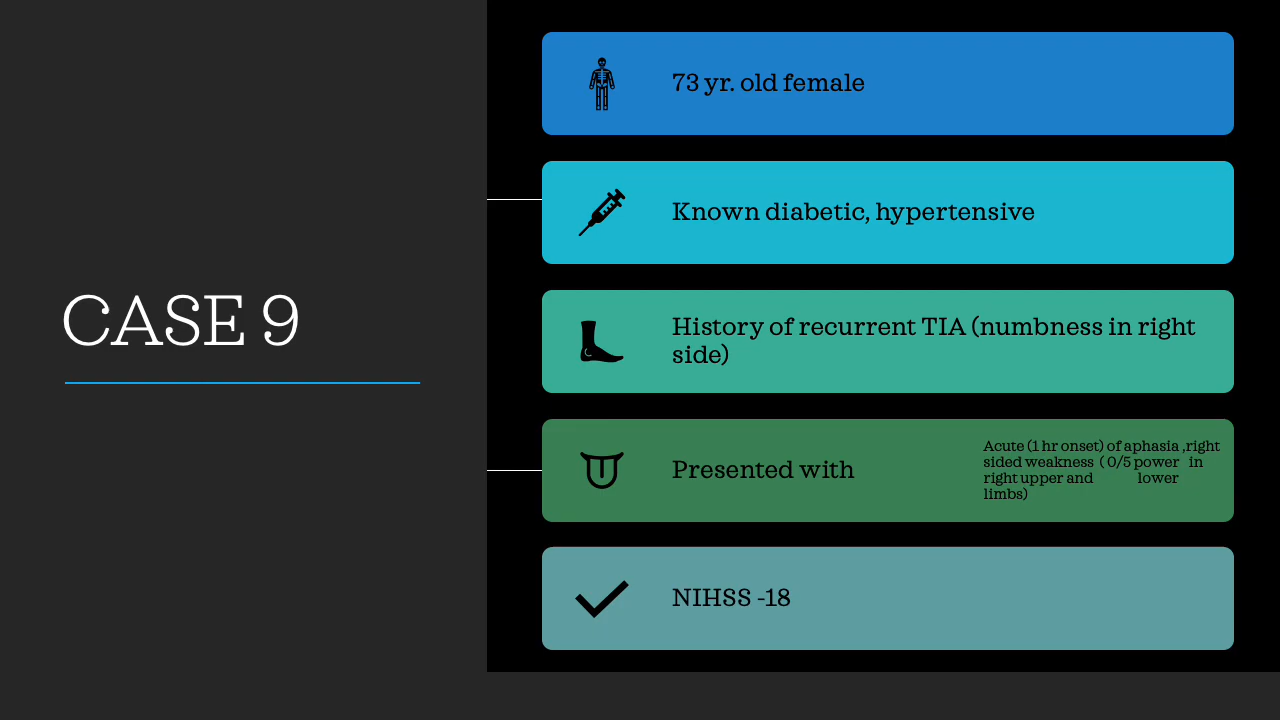 CASE 9
73 yr. old female
Known diabetic, hypertensive
History of recurrent TIA (numbness in right
side)
Presented with
Acute (1 hr onset) of aphasia ,right
sided weakness ( 0/5 power in
right upper and lower
limbs)
NIHSS -18